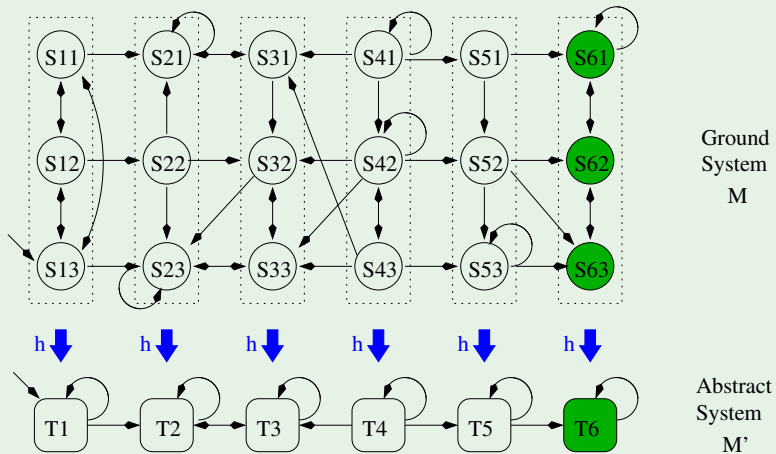 S11 S21 S31 S41 S51 S61
S12 S22 S32 S42 S52 S62
Ground
System
M
S13 S23 S33 S43 S53 S63
h h h h h h
T1 T2 T3 T4 T5 T6
Abstract
System
M'